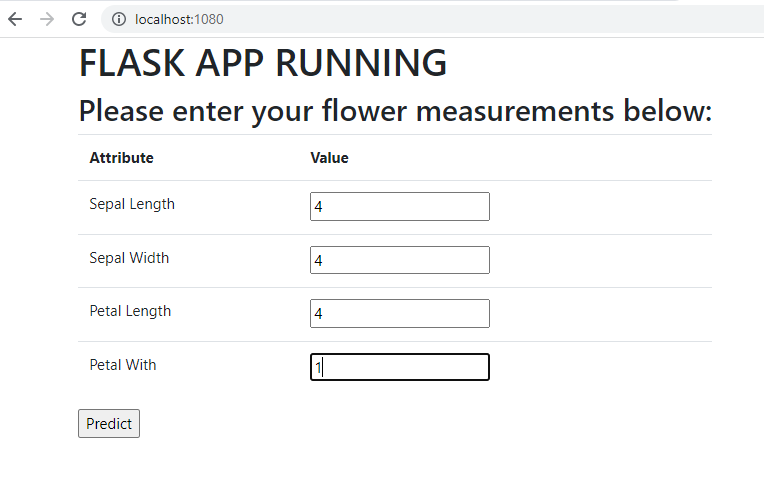 localhost:1080
FLASK APP RUNNING
Please enter your flower measurements below:
Attribute Value
Sepal Length 4
Sepal Width 4
Petal Length 4
Petal With 1
Predict